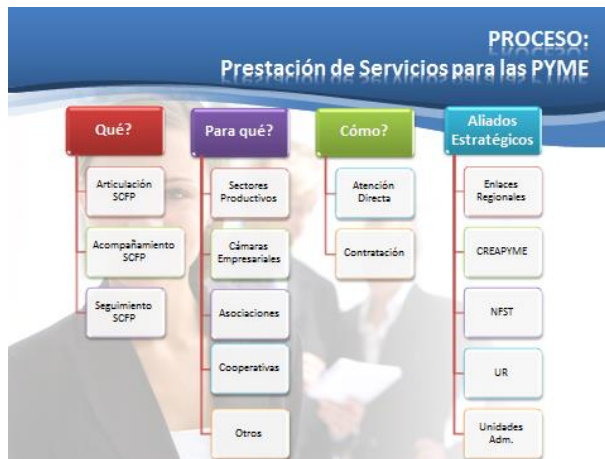 PROCESO:
Prestación de Servicios para las PYME
Qué?
Articulación
SCFP
Acompañamiento
SCFP
Seguimiento
SCFP
Para qué?
Sectores
Productivos
Cámaras
Empresariales
Asociaciones
Cooperativas
Otros
Cómo?
Atención
Directa
Contratación
Aliados
Estratégicos
Enlaces
Regionales
CREAPYME
NFST
UR
Unidades
Adm.